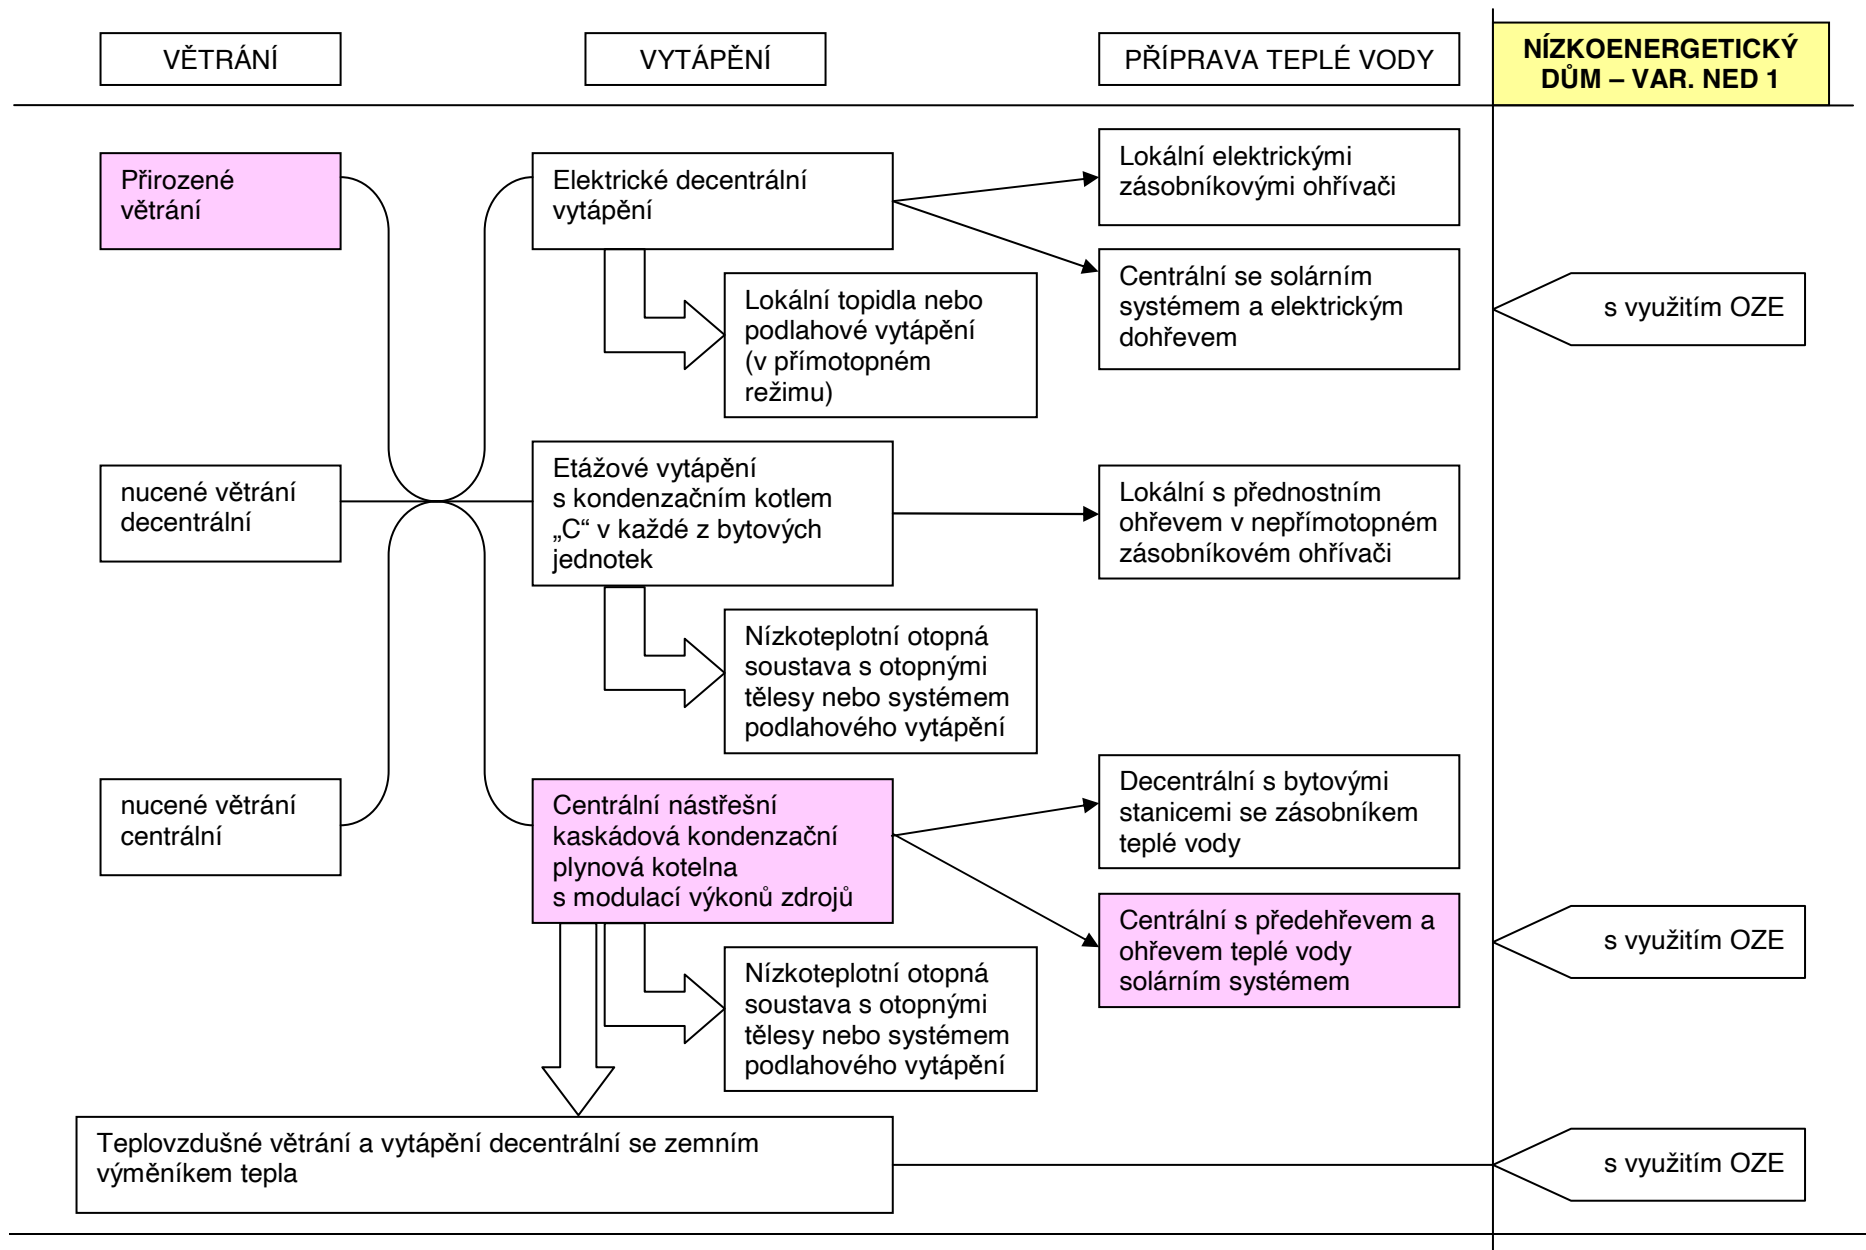 VĚTRÁNÍ
VYTÁPĚNÍ
PŘÍPRAVA TEPLÉ VODY
NÍZKOENERGETICKÝ
DŮM – VAR. NED 1
Přirozené
větrání
Elektrické decentrální
vytápění
Lokální elektrickými
zásobníkovými ohřívači
Centrální se solárním
systémem a elektrickým
dohřevem
s využitím OZE
Lokální topidla nebo
podlahové vytápění
(v přímotopném
režimu)
nucené větrání
decentrální
Etážové vytápění
s kondenzačním kotlem
„C“ v každé z bytových
jednotek
Lokální s přednostním
ohřevem v nepřímotopném
zásobníkovém ohřívači
Nízkoteplotní otopná
soustava s otopnými
tělesy nebo systémem
podlahového vytápění
nucené větrání
centrální
Centrální nástřešní
kaskádová kondenzační
plynová kotelna
s modulací výkonů zdrojů
Decentrální s bytovými
stanicemi se zásobníkem
teplé vody
Centrální s předehřevem a
ohřevem teplé vody
solárním systémem
s využitím OZE
Nízkoteplotní otopná
soustava s otopnými
tělesy nebo systémem
podlahového vytápění
Teplovzdušné větrání a vytápění decentrální se zemním
výměníkem tepla
s využitím OZE